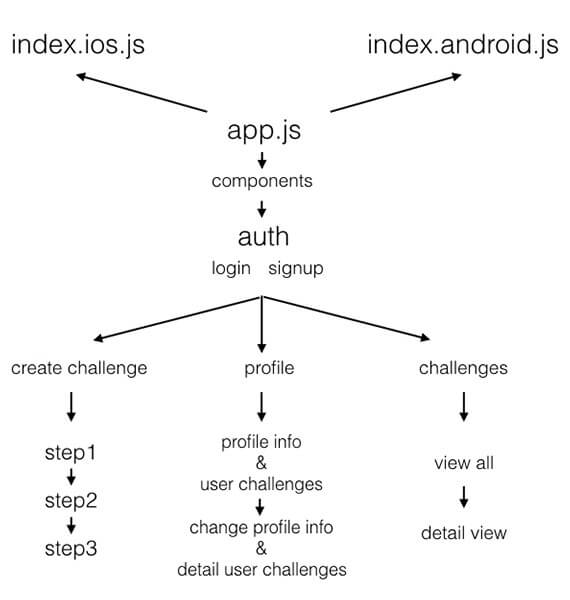 index.ios.js
index.android.js
app.js
components
auth
login signup
create challenge
profile
challenges
step1
step2
step3
profile info
&
user challenges
change profile info
&
detail user challenges
view all
detail view